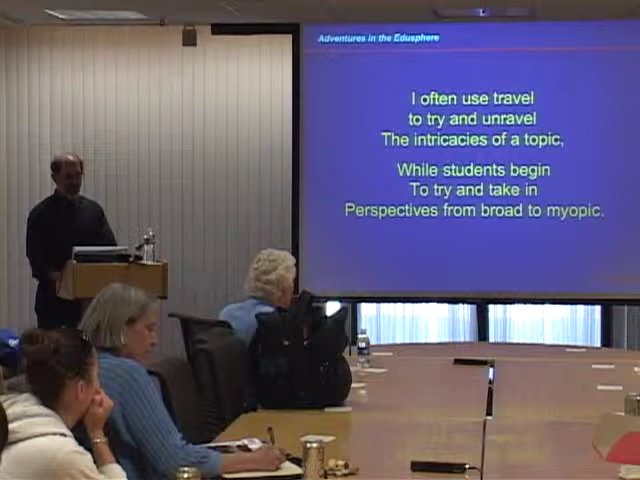 Adventures in the Edusphere
I often use travel
to try and unravel
The intricacies of a topic,
While students begin
To try and take in
Perspectives from broad to myopic.